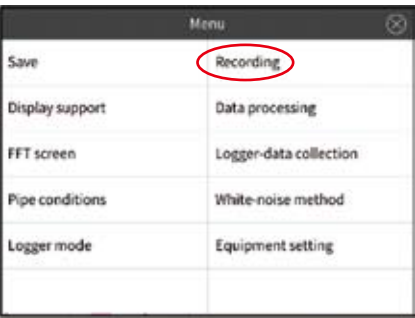 Menu
Save
Recording
Display support
Data processing
FFT screen
Logger-data collection
Pipe conditions
White-noise method
Logger mode
Equipment setting